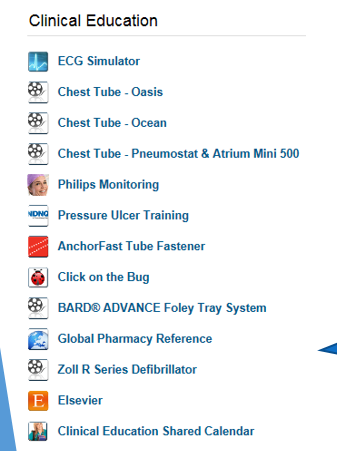 Clinical Education
ECG Simulator
Chest Tube - Oasis
Chest Tube - Ocean
Chest Tube - Pneumostat & Atrium Mini 500
Philips Monitoring
NDNQ
Pressure Ulcer Training
AnchorFast Tube Fastener
Click on the Bug
BARD® ADVANCE Foley Tray System
Global Pharmacy Reference
Zoll R Series Defibrillator
E
Elsevier
Clinical Education Shared Calendar